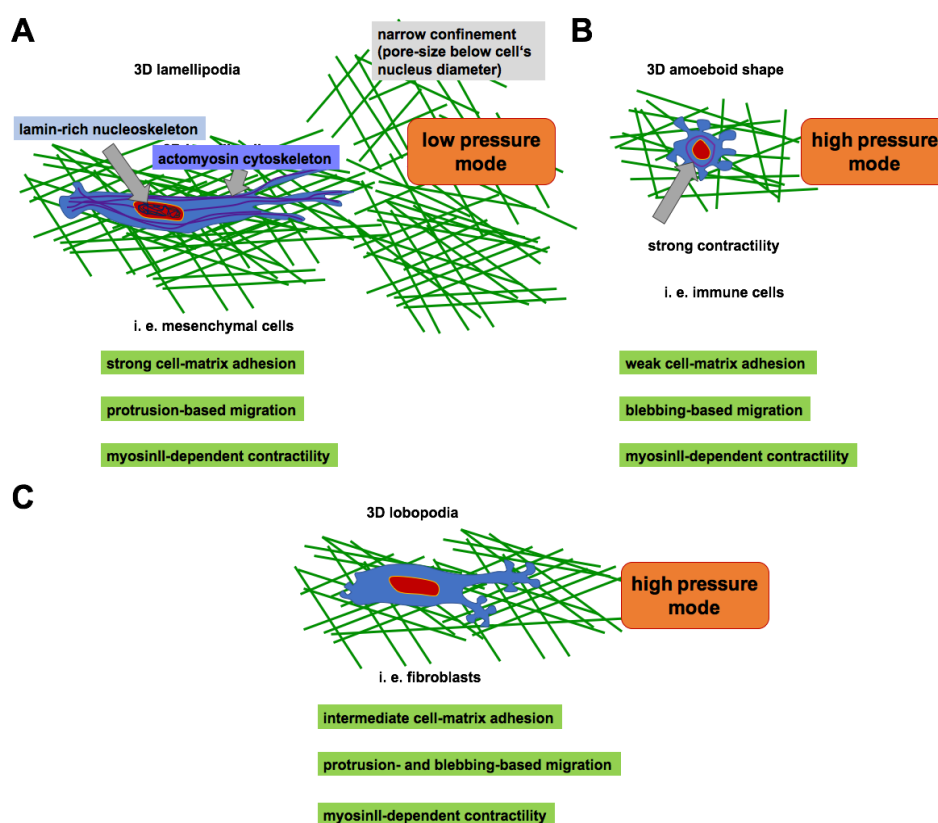 A
3D lamellipodia
narrow confinement
(pore-size below cell's
nucleus diameter)
lamin-rich nucleoskeleton
actomyosin cytoskeleton
low pressure
mode
i. e. mesenchymal cells
strong cell-matrix adhesion
protrusion-based migration
myosinII-dependent contractility
B
3D amoeboid shape
high pressure
mode
strong contractility
i. e. immune cells
weak cell-matrix adhesion
blebbing-based migration
myosinII-dependent contractility
C
3D lobopodia
high pressure
mode
i. e. fibroblasts
intermediate cell-matrix adhesion
protrusion- and blebbing-based migration
myosinII-dependent contractility